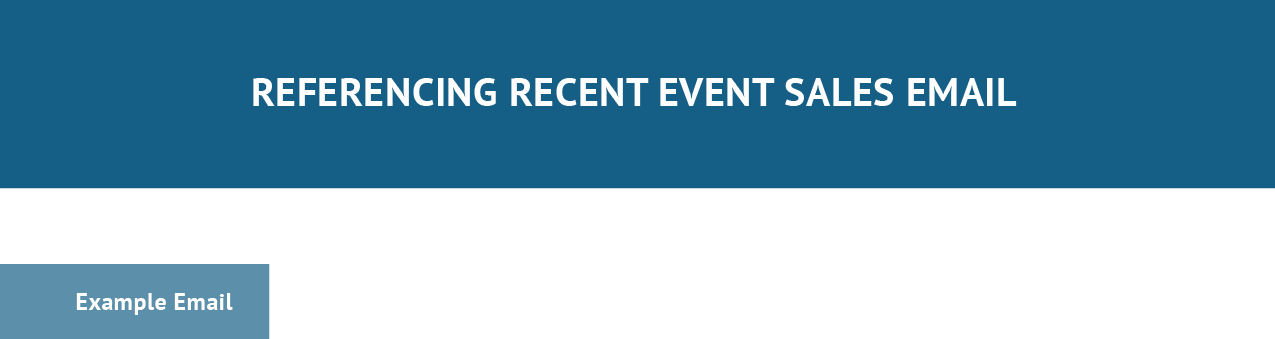 REFERENCING RECENT EVENT SALES EMAIL
Example Email